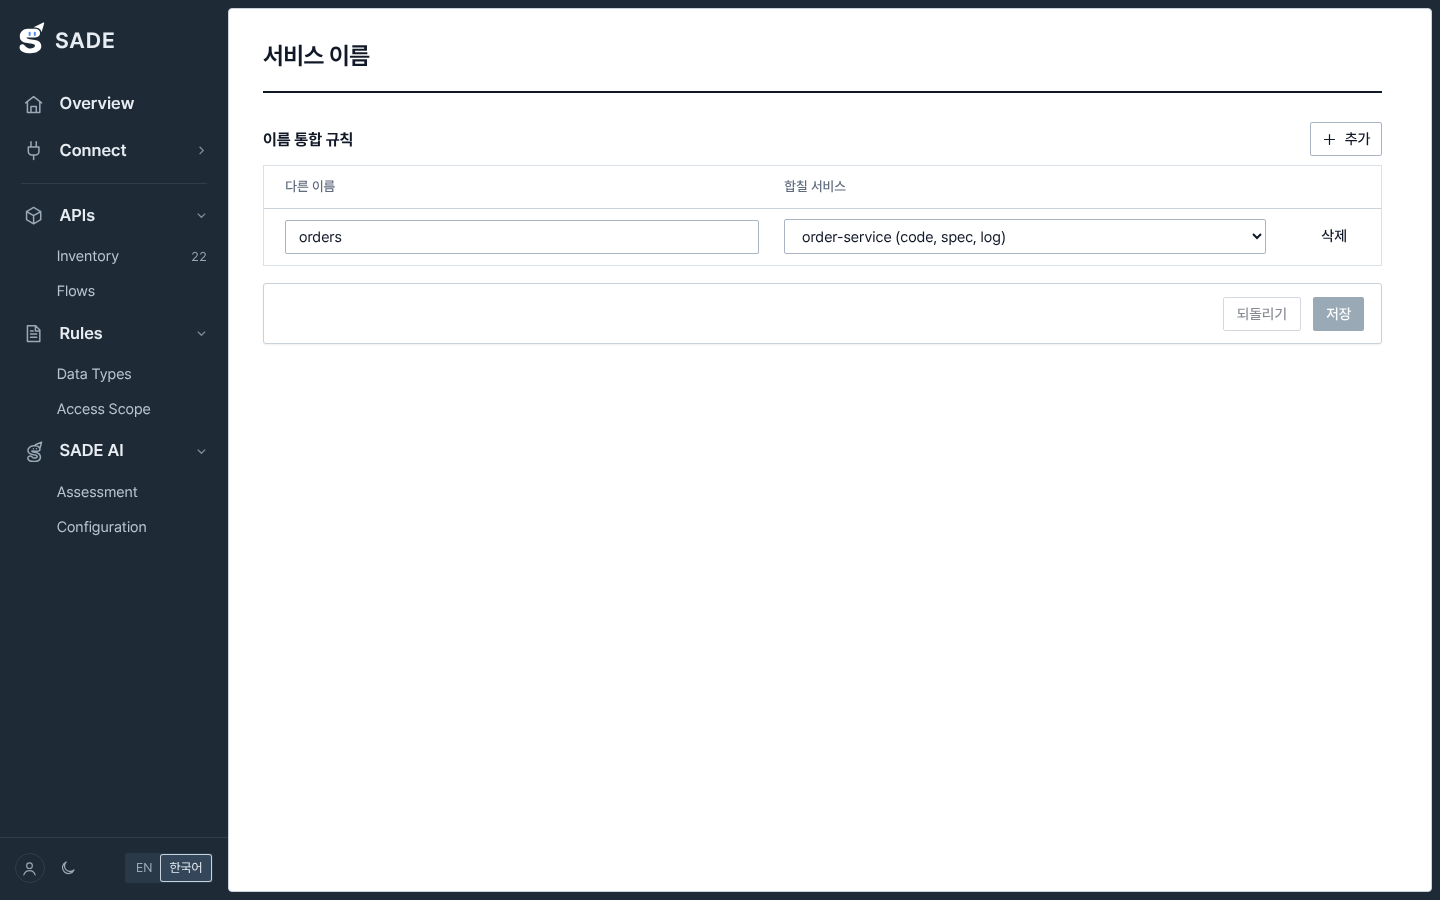 SADE
Overview
Connect
APIs
Inventory 22
Flows
Rules
Data Types
Access Scope
SADE AI
Assessment
Configuration
EN 한국어
서비스 이름
이름 통합 규칙
추가
다른 이름 합칠 서비스
orders order-service (code, spec, log) 삭제
되돌리기 저장